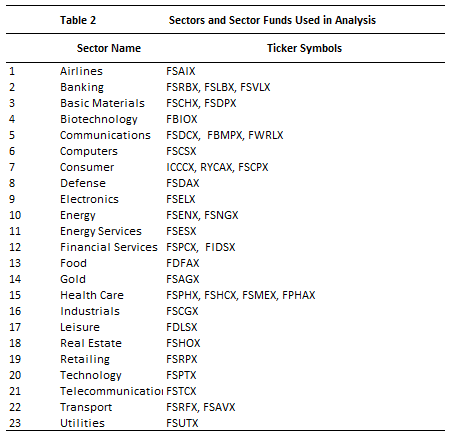 Table 2 Sectors and Sector Funds Used in Analysis
Sector Name Ticker Symbols
1 Airlines FSAIX
2 Banking FSRBX, FSLBX, FSVLX
3 Basic Materials FSCHX, FSDPX
4 Biotechnology FBIOX
5 Communications FSDCX, FBMPX, FWRLX
6 Computers FSCSX
7 Consumer ICCCX, RYCAX, FSCPX
8 Defense FSDAX
9 Electronics FSELX
10 Energy FSENX, FSNGX
11 Energy Services FSESX
12 Financial Services FSPCX, FIDSX
13 Food FDFAX
14 Gold FSAGX
15 Health Care FSPHX, FSHCX, FSMEX, FPHAX
16 Industrials FSCGX
17 Leisure FDLSX
18 Real Estate FSHOX
19 Retailing FSRPX
20 Technology FSPTX
21 Telecommunication FSTCX
22 Transport FSRFX, FSAVX
23 Utilities FSUTX